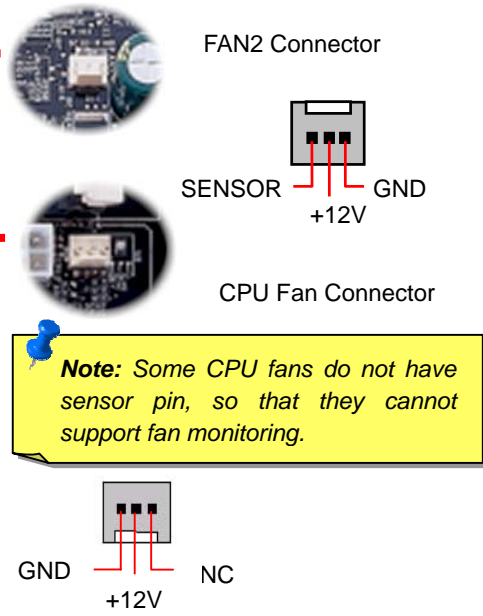 FAN2 Connector
SENSOR
GND
+12V
CPU Fan Connector
Note: Some CPU fans do not have
sensor pin, so that they cannot
support fan monitoring.
GND
NC
+12V